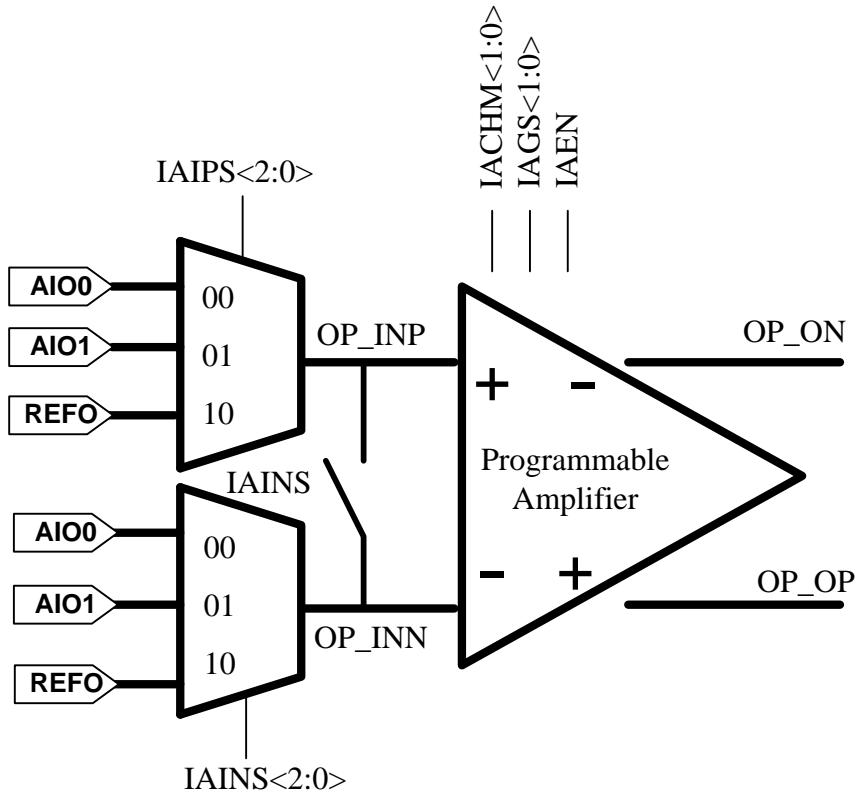 IACHM<1:0>
IAGS<1:0>
IAEN
IAIPS<2:0>
AIO0
00
AIO1
01
REFO
10
OP_INP
OP_ON
+
-
Programmable
Amplifier
IAINS
AIO0
00
AIO1
01
REFO
10
OP_INN
-
+
OP_OP
IAINS<2:0>